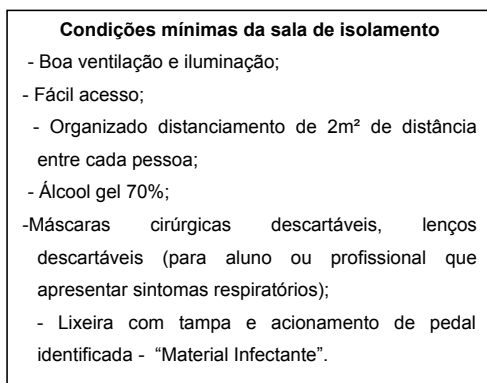 Condições mínimas da sala de isolamento
- Boa ventilação e iluminação;
- Fácil acesso;
- Organizado distanciamento de 2m² de distância
entre cada pessoa;
- Álcool gel 70%;
-Máscaras cirúrgicas descartáveis, lenços
descartáveis (para aluno ou profissional que
apresentar sintomas respiratórios);
- Lixeira com tampa e acionamento de pedal
identificada - “Material Infectante”.